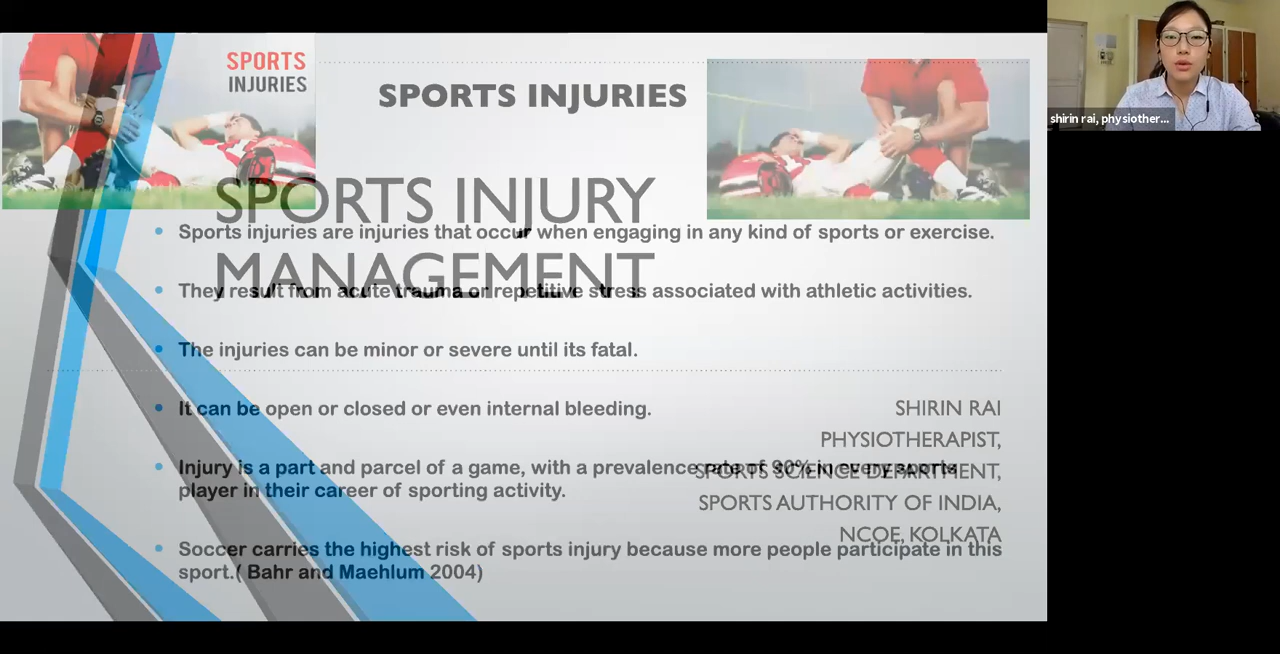 SPORTS
INJURIES
SPORTS INJURIES
shirin rai, physiother...
SPORTS INJURY
MANAGEMENT
Sports injuries are injuries that occur when engaging in any kind of sports or exercise.
They result from acute trauma or repetitive stress associated with athletic activities.
The injuries can be minor or severe until its fatal.
It can be open or closed or even internal bleeding.
Injury is a part and parcel of a game, with a prevalence rate of 90% in every sports
player in their career of sporting activity.
Soccer carries the highest risk of sports injury because more people participate in this
sport.( Bahr and Maehlum 2004)
SHIRIN RAI
PHYSIOTHERAPIST,
SPORTS SCIENCE DEPARTMENT,
SPORTS AUTHORITY OF INDIA,
NCOE, KOLKATA